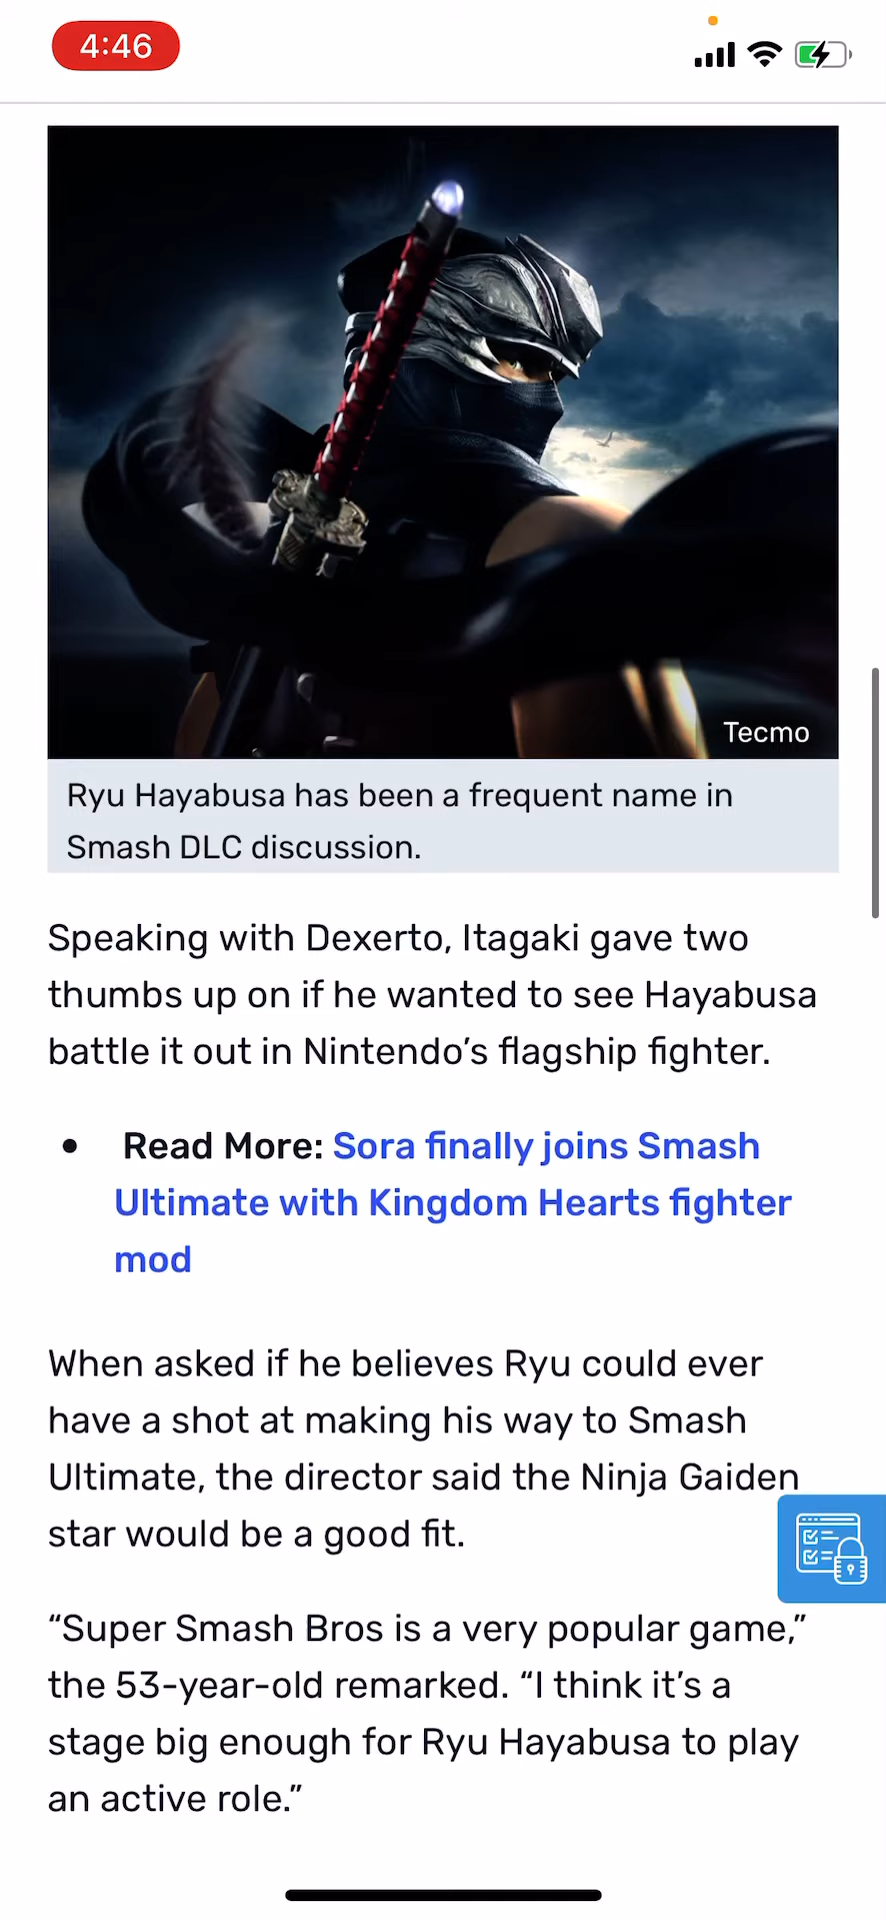 4:46
Tecmo
Ryu Hayabusa has been a frequent name in
Smash DLC discussion.
Speaking with Dexerto, Itagaki gave two
thumbs up on if he wanted to see Hayabusa
battle it out in Nintendo’s flagship fighter.
• Read More: Sora finally joins Smash
Ultimate with Kingdom Hearts fighter
mod
When asked if he believes Ryu could ever
have a shot at making his way to Smash
Ultimate, the director said the Ninja Gaiden
star would be a good fit.
“Super Smash Bros is a very popular game,”
the 53-year-old remarked. “I think it’s a
stage big enough for Ryu Hayabusa to play
an active role.”